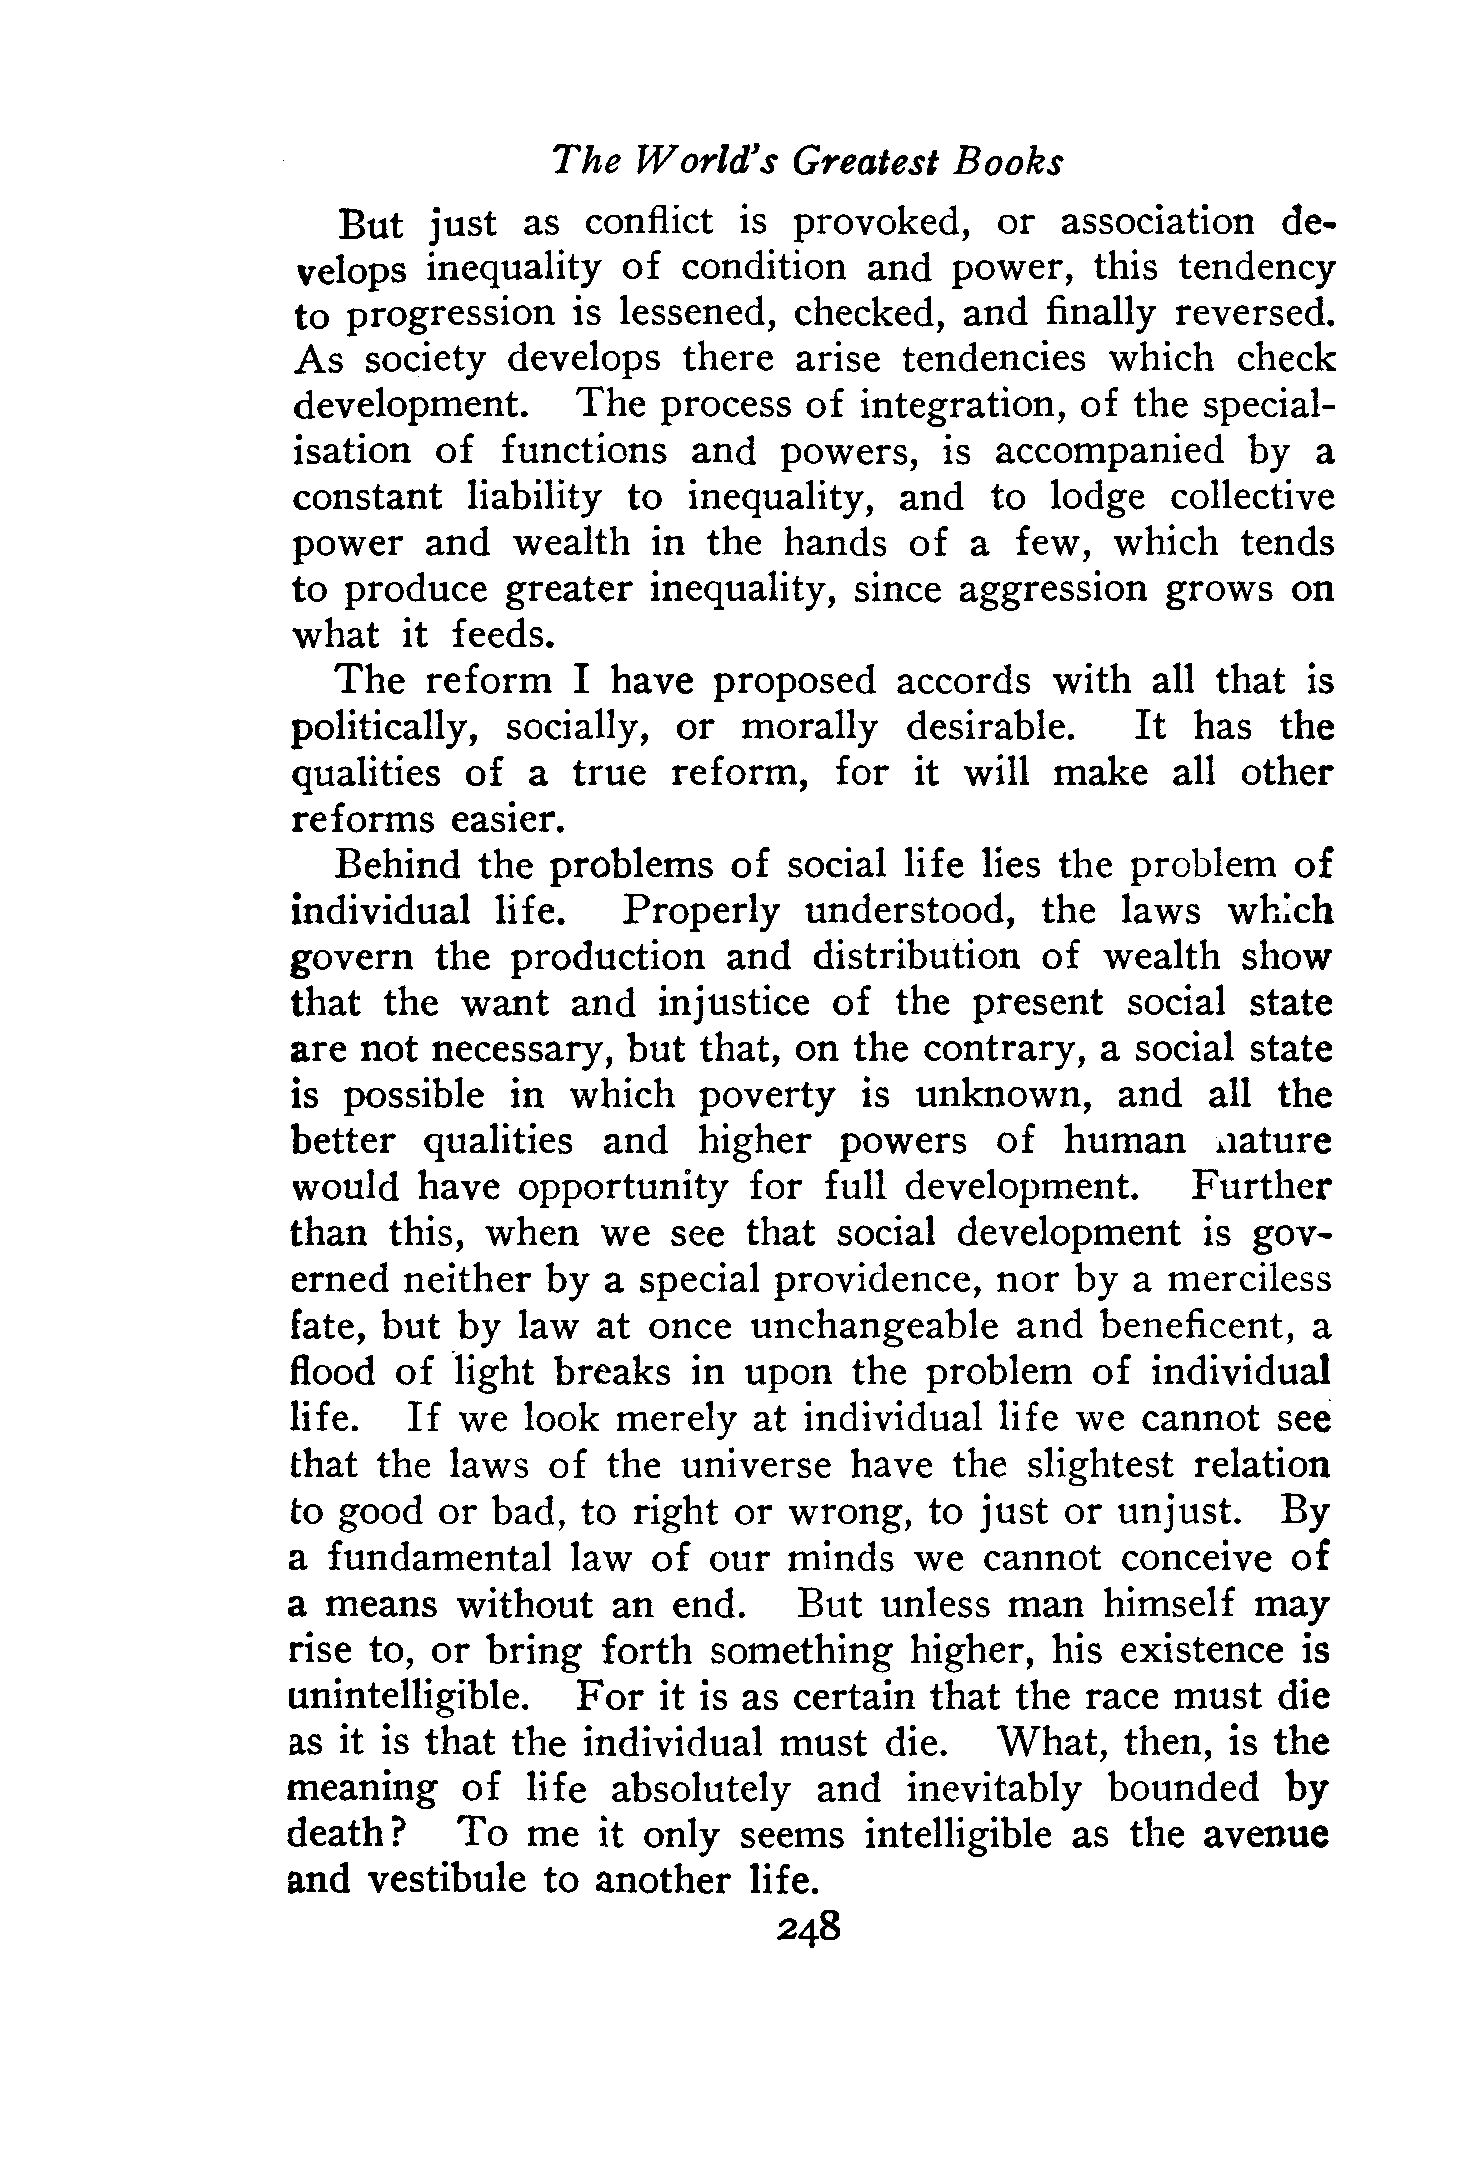 The World's Greatest Books
But just as conflict is provoked, or association de-
velops inequality of condition and power, this tendency
to progression is lessened, checked, and finally reversed.
As society develops there arise tendencies which check
development. The process of integration, of the special-
isation of functions and powers, is accompanied by a
constant liability to inequality, and to lodge collective
power and wealth in the hands of a few, which tends
to produce greater inequality, since aggression grows on
what it feeds.
The reform I have proposed accords with all that is
politically, socially, or morally desirable. It has the
qualities of a true reform, for it will make all other
reforms easier.
Behind the problems of social life lies the problem of
individual life. Properly understood, the laws which
govern the production and distribution of wealth show
that the want and injustice of the present social state
are not necessary, but that, on the contrary, a social state
is possible in which poverty is unknown, and all the
better qualities and higher powers of human nature
would have opportunity for full development. Further
than this, when we see that social development is gov-
erned neither by a special providence, nor by a merciless
fate, but by law at once unchangeable and beneficent, a
flood of light breaks in upon the problem of individual
life. If we look merely at individual life we cannot see
that the laws of the universe have the slightest relation
to good or bad, to right or wrong, to just or unjust. By
a fundamental law of our minds we cannot conceive of
a means without an end. But unless man himself may
rise to, or bring forth something higher, his existence is
unintelligible. For it is as certain that the race must die
as it is that the individual must die. What, then, is the
meaning of life absolutely and inevitably bounded by
death? To me it only seems intelligible as the avenue
and vestibule to another life.
248